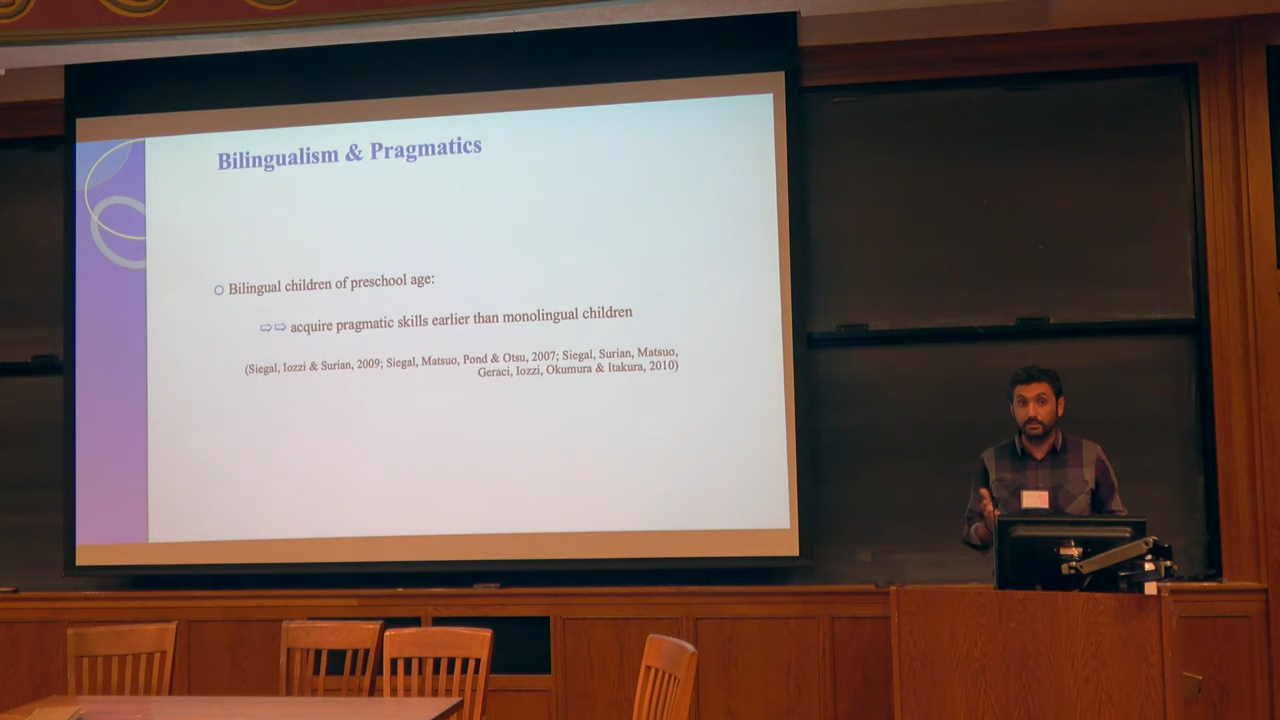 Bilingualism & Pragmatics
Bilingual children of preschool age:
⇨⇨ acquire pragmatic skills earlier than monolingual children
(Siegal, Iozzi & Surian, 2009; Siegal, Matsuo, Pond & Otsu, 2007; Siegal, Surian, Matsuo,
Geraci, Iozzi, Okumura & Itakura, 2010)